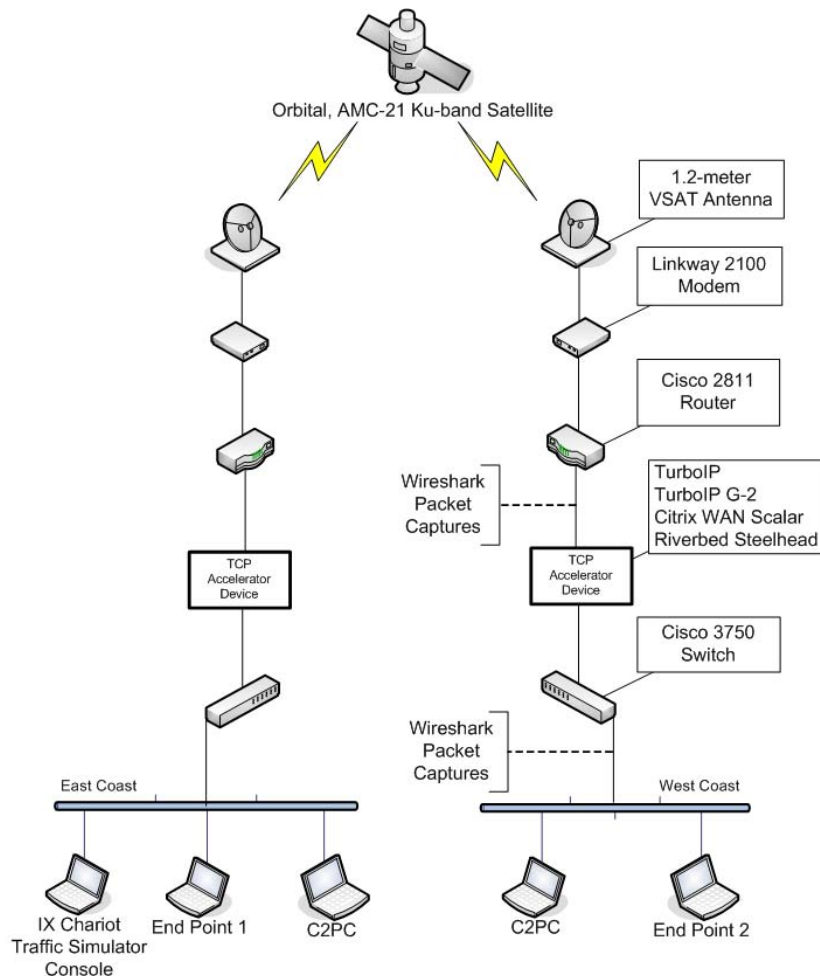 Orbital, AMC-21 Ku-band Satellite
1.2-meter
VSAT Antenna
Linkway 2100
Modem
Cisco 2811
Router
Wireshark
Packet
Captures
TurboIP
TurboIP G-2
Citrix WAN Scalar
Riverbed Steelhead
TCP
Accelerator
Device
TCP
Accelerator
Device
Cisco 3750
Switch
Wireshark
Packet
Captures
East Coast
West Coast
IX Chariot
Traffic Simulator
Console
End Point 1
C2PC
C2PC
End Point 2